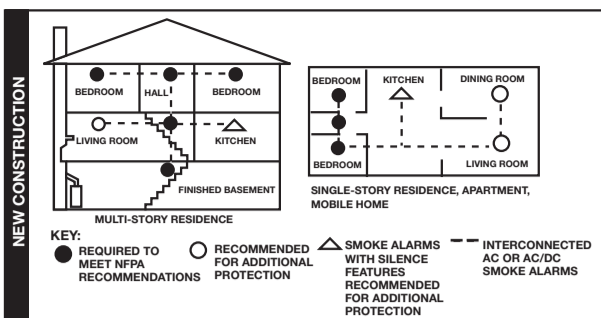 NEW CONSTRUCTION
BEDROOM
HALL
BEDROOM
LIVING ROOM
KITCHEN
FINISHED BASEMENT
MULTI-STORY RESIDENCE
BEDROOM
KITCHEN
DINING ROOM
BEDROOM
LIVING ROOM
SINGLE-STORY RESIDENCE, APARTMENT,
MOBILE HOME
KEY:
REQUIRED TO
MEET NFPA
RECOMMENDATIONS
RECOMMENDED
FOR ADDITIONAL
PROTECTION
SMOKE ALARMS
WITH SILENCE
FEATURES
RECOMMENDED
FOR ADDITIONAL
PROTECTION
INTERCONNECTED
AC OR AC/DC
SMOKE ALARMS